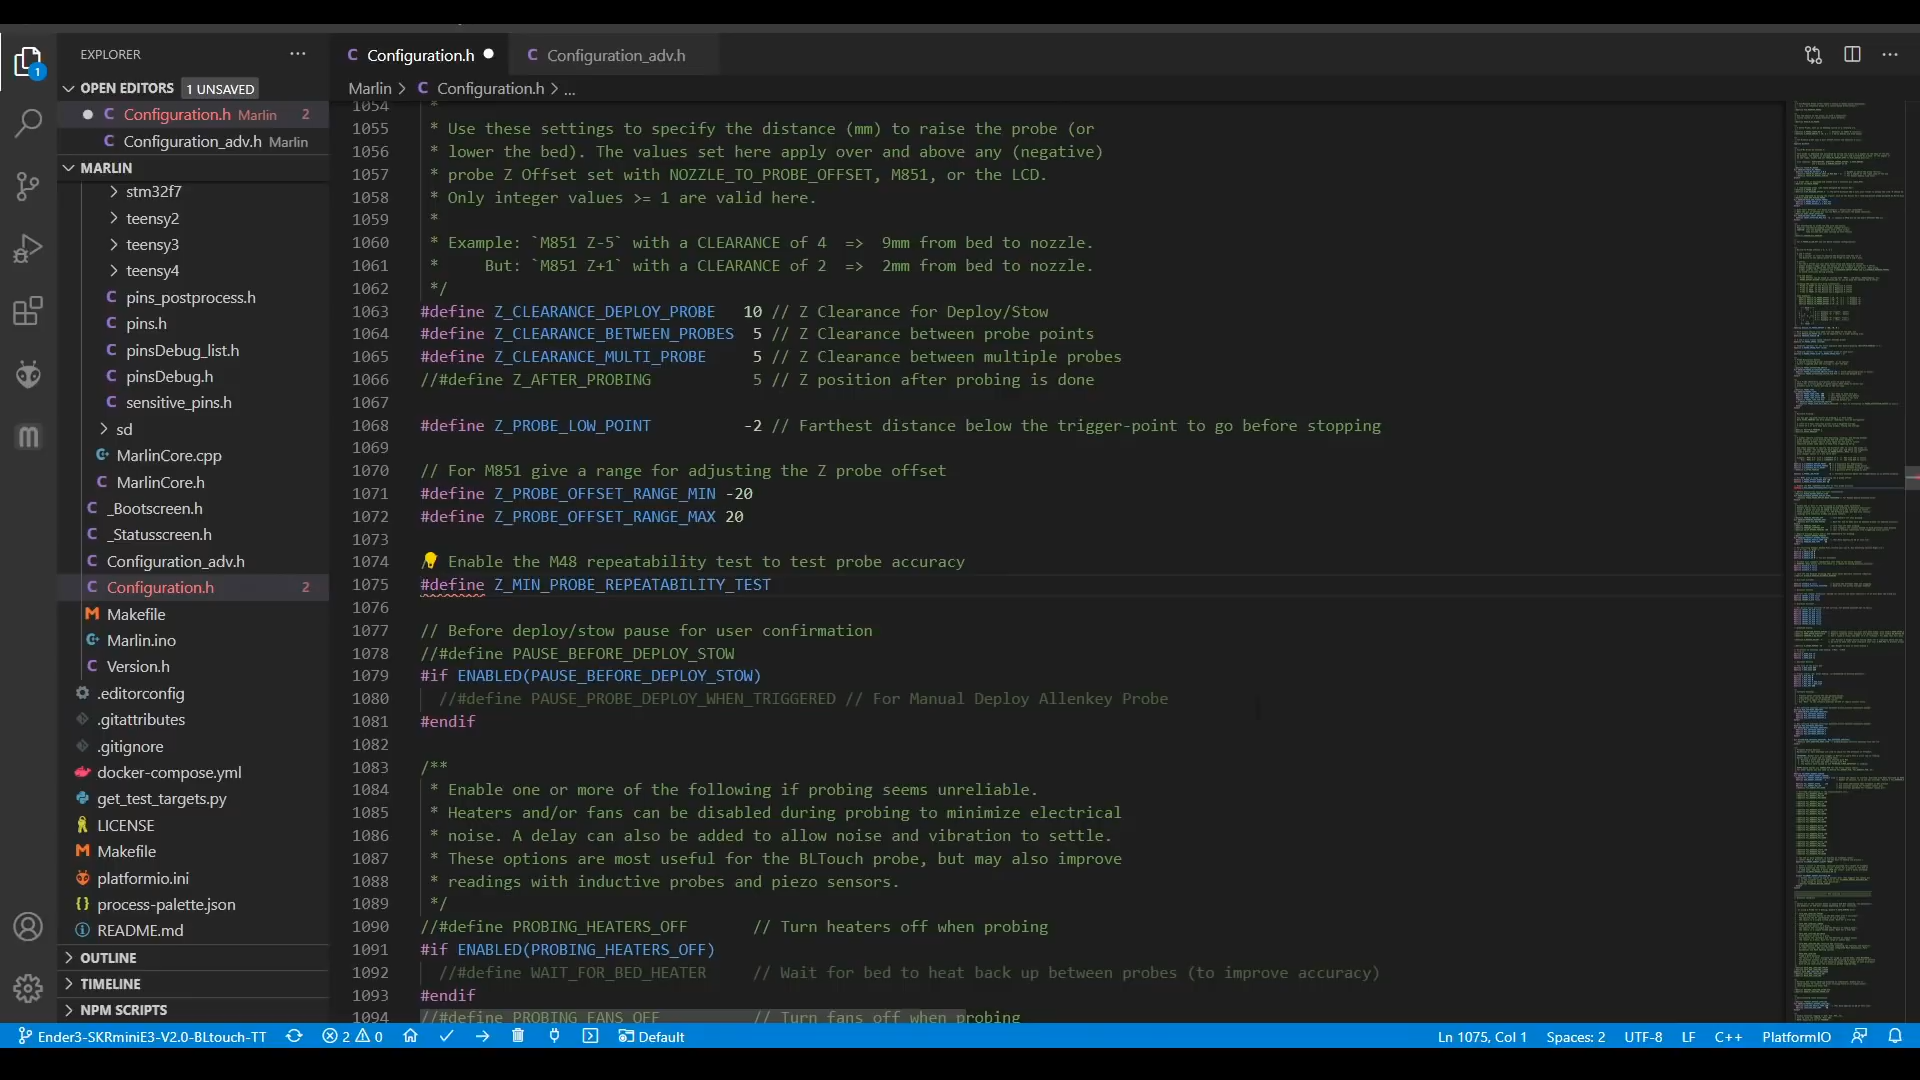 EXPLORER
OPEN EDITORS 1 UNSAVED
Configuration.h Marlin 2
Configuration_adv.h Marlin
MARLIN
stm32f7
teensy2
teensy3
teensy4
pins_postprocess.h
pins.h
pinsDebug_list.h
pinsDebug.h
sensitive_pins.h
sd
MarlinCore.cpp
MarlinCore.h
_Bootscreen.h
_Statusscreen.h
Configuration_adv.h
Configuration.h 2
Makefile
Marlin.ino
Version.h
.editorconfig
.gitattributes
.gitignore
docker-compose.yml
get_test_targets.py
LICENSE
Makefile
platformio.ini
process-palette.json
README.md
OUTLINE
TIMELINE
NPM SCRIPTS
1
Configuration.h
Configuration_adv.h
Marlin > Configuration.h > ...
1054 *
1055 * Use these settings to specify the distance (mm) to raise the probe (or
1056 * lower the bed). The values set here apply over and above any (negative)
1057 * probe Z Offset set with NOZZLE_TO_PROBE_OFFSET, M851, or the LCD.
1058 * Only integer values >= 1 are valid here.
1059 *
1060 * Example: `M851 Z-5` with a CLEARANCE of 4 => 9mm from bed to nozzle.
1061 * But: `M851 Z+1` with a CLEARANCE of 2 => 2mm from bed to nozzle.
1062 */
1063 #define Z_CLEARANCE_DEPLOY_PROBE 10 // Z Clearance for Deploy/Stow
1064 #define Z_CLEARANCE_BETWEEN_PROBES 5 // Z Clearance between probe points
1065 #define Z_CLEARANCE_MULTI_PROBE 5 // Z Clearance between multiple probes
1066 //#define Z_AFTER_PROBING 5 // Z position after probing is done
1067
1068 #define Z_PROBE_LOW_POINT -2 // Farthest distance below the trigger-point to go before stopping
1069
1070 // For M851 give a range for adjusting the Z probe offset
1071 #define Z_PROBE_OFFSET_RANGE_MIN -20
1072 #define Z_PROBE_OFFSET_RANGE_MAX 20
1073
1074 Enable the M48 repeatability test to test probe accuracy
1075 #define Z_MIN_PROBE_REPEATABILITY_TEST
1076
1077 // Before deploy/stow pause for user confirmation
1078 //#define PAUSE_BEFORE_DEPLOY_STOW
1079 #if ENABLED(PAUSE_BEFORE_DEPLOY_STOW)
1080 //#define PAUSE_PROBE_DEPLOY_WHEN_TRIGGERED // For Manual Deploy Allenkey Probe
1081 #endif
1082
1083 /**
1084 * Enable one or more of the following if probing seems unreliable.
1085 * Heaters and/or fans can be disabled during probing to minimize electrical
1086 * noise. A delay can also be added to allow noise and vibration to settle.
1087 * These options are most useful for the BLTouch probe, but may also improve
1088 * readings with inductive probes and piezo sensors.
1089 */
1090 //#define PROBING_HEATERS_OFF // Turn heaters off when probing
1091 #if ENABLED(PROBING_HEATERS_OFF)
1092 //#define WAIT_FOR_BED_HEATER // Wait for bed to heat back up between probes (to improve accuracy)
1093 #endif
1094 //#define PROBING_FANS_OFF // Turn fans off when probing
Ender3-SKRminiE3-V2.0-BLtouch-TT 2 0 Default Ln 1075, Col 1 Spaces: 2 UTF-8 LF C++ PlatformIO